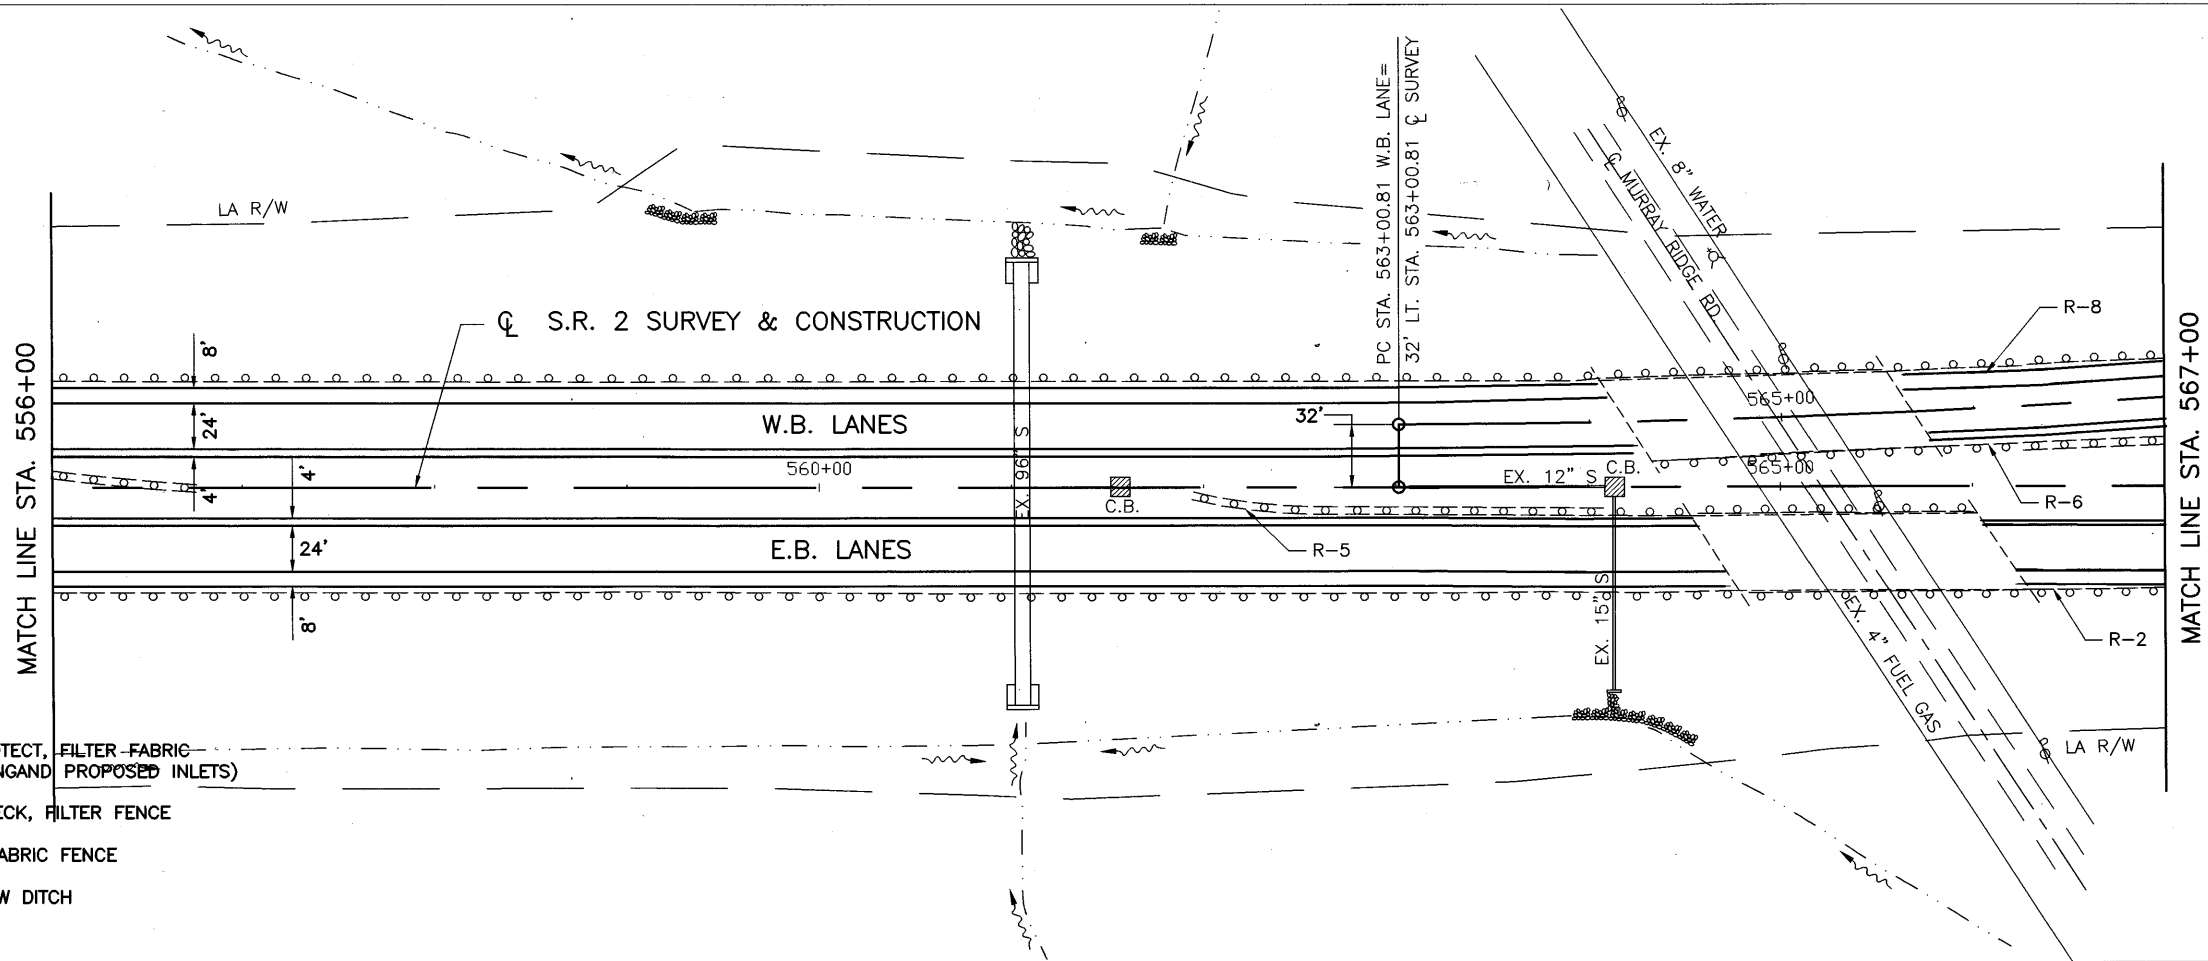 MATCH LINE STA. 556+00
LA R/W
℄ S.R. 2 SURVEY & CONSTRUCTION
8'
24'
4'
4'
24'
8'
W.B. LANES
560+00
E.B. LANES
EX. 96" S
C.B.
R-5
PC STA. 563+00.81 W.B. LANE=
32' LT. STA. 563+00.81 ℄ SURVEY
32'
EX. 12" S
C.B.
EX. 15" S
EX. 8" WATER
℄ MURRAY RIDGE RD.
565+00
565+00
R-8
R-6
R-2
EX. 4" FUEL GAS
LA R/W
MATCH LINE STA. 567+00
OTECT, FILTER FABRIC
NGAND PROPOSED INLETS)
ECK, FILTER FENCE
ABRIC FENCE
W DITCH